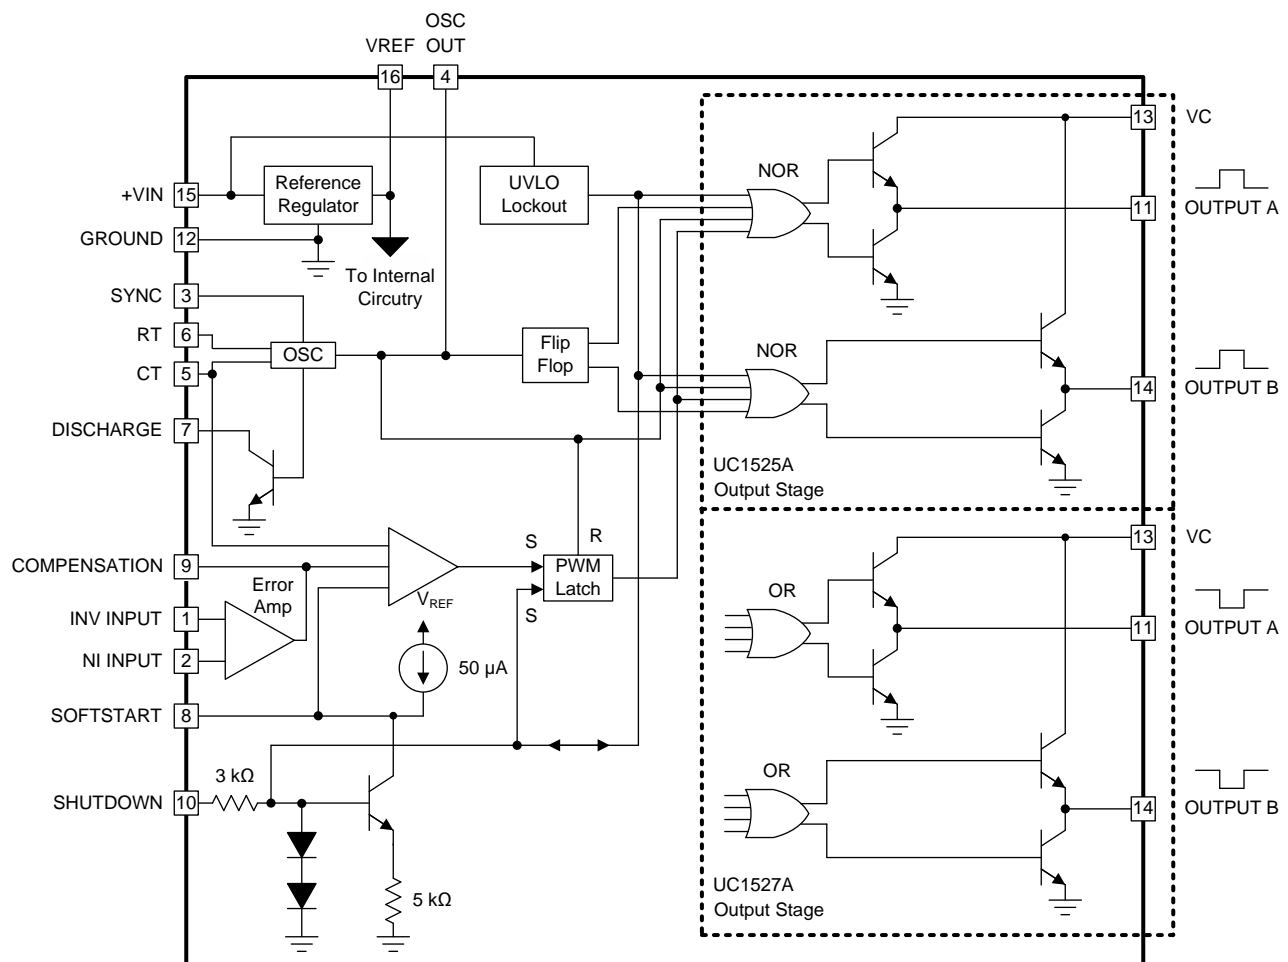 OSC
VREF OUT
16 4
13 VC
NOR
+VIN 15 Reference
Regulator
UVLO
Lockout
11 OUTPUT A
GROUND 12
To Internal
Circutry
SYNC 3
RT 6
OSC
Flip
Flop
NOR
CT 5
14 OUTPUT B
DISCHARGE 7
UC1525A
Output Stage
13 VC
S R
COMPENSATION 9
PWM
Latch
Error
Amp
VREF
S
OR
INV INPUT 1
11 OUTPUT A
NI INPUT 2
50 µA
SOFTSTART 8
3 kΩ
OR
SHUTDOWN 10
14 OUTPUT B
5 kΩ
UC1527A
Output Stage